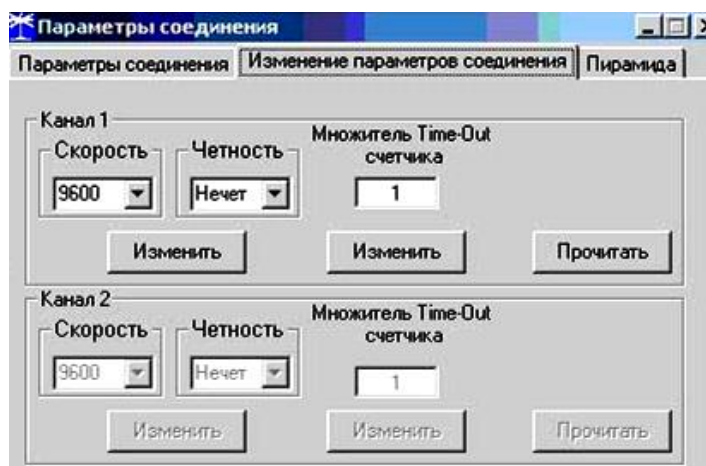 Параметры соединения
Параметры соединения Изменение параметров соединения Пирамида
Канал 1
Скорость Четность Множитель Time-Out
счетчика
9600 Нечет 1
Изменить Изменить Прочитать
Канал 2
Скорость Четность Множитель Time-Out
счетчика
9600 Нечет 1
Изменить Изменить Прочитать